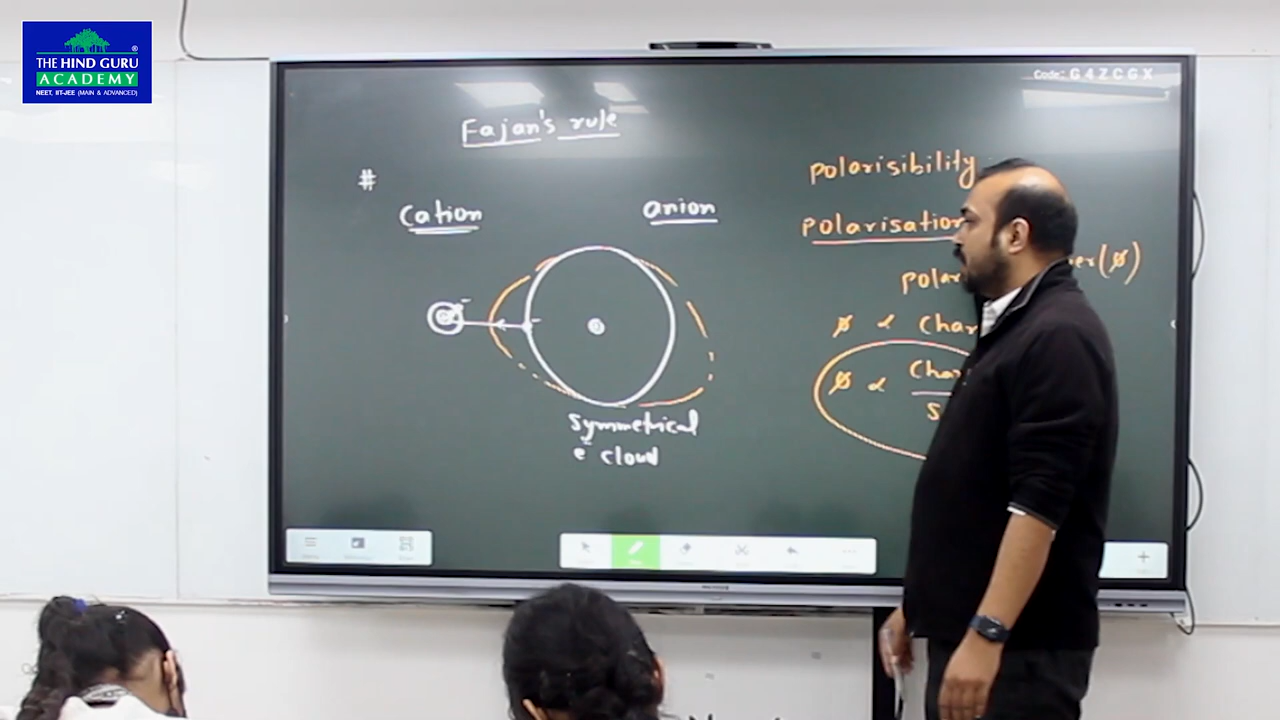 THE HIND GURU
ACADEMY
NEET, IIT-JEE (MAIN & ADVANCED)
Code: G4ZCGX
Fajan's rule
#
Cation
anion
symmetrical
e⁻ cloud
polarisibility
polarisation
(ϕ)
ϕ ∝
ϕ ∝